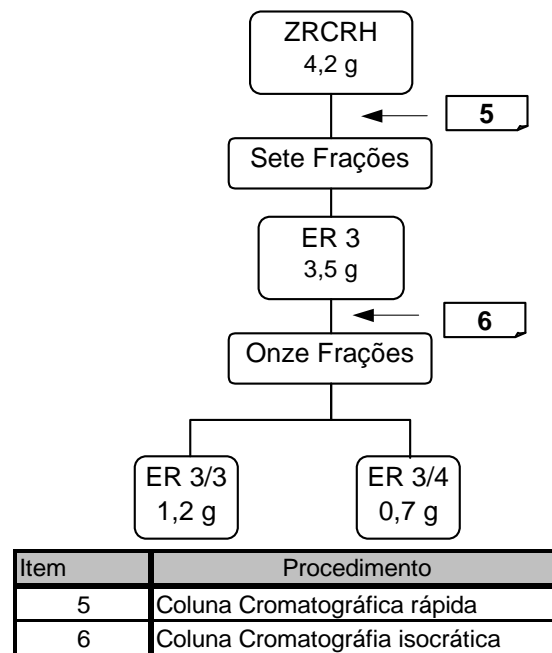 ZRCRH
4,2 g
5
Sete Frações
ER 3
3,5 g
6
Onze Frações
ER 3/3
1,2 g
ER 3/4
0,7 g
Item Procedimento
5 Coluna Cromatográfica rápida
6 Coluna Cromatográfia isocrática